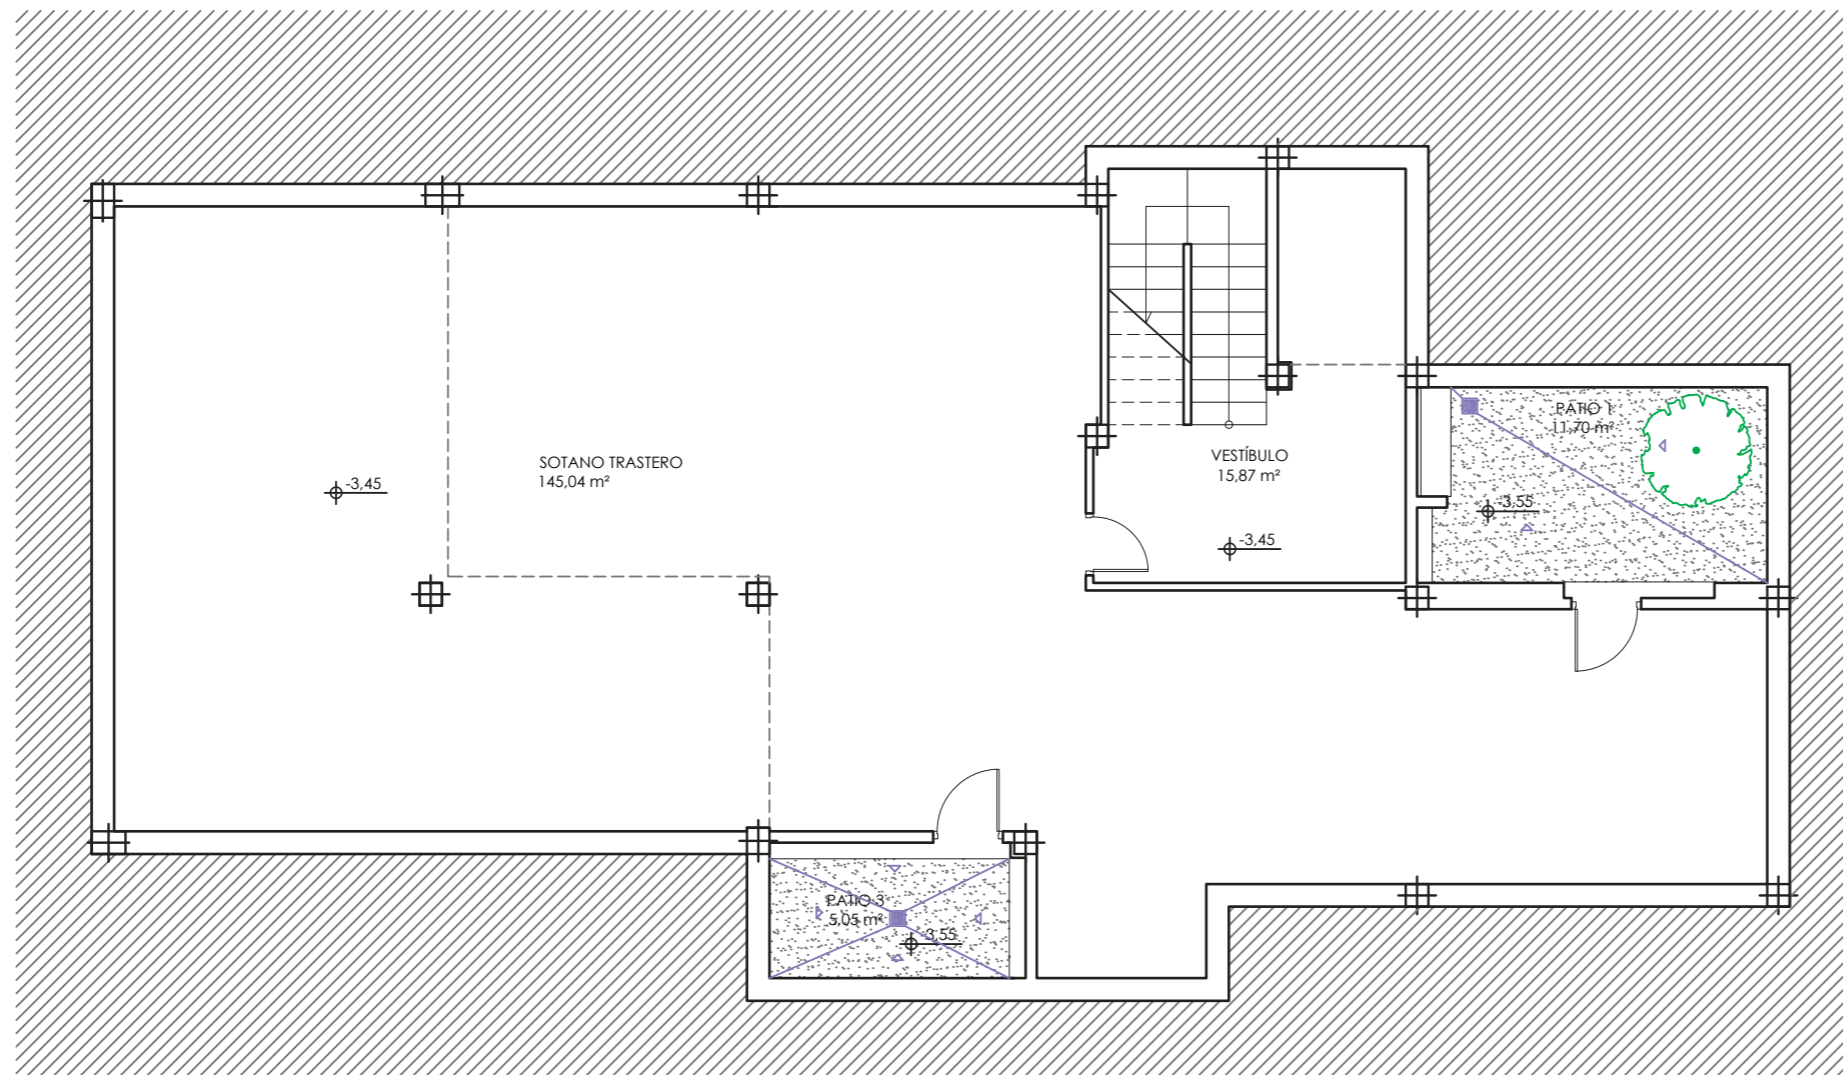 SOTANO TRASTERO
145,04 m²
-3,45
VESTÍBULO
15,87 m²
-3,45
PATIO 1
11,70 m²
-3,55
PATIO 3
5,05 m²
-3,55